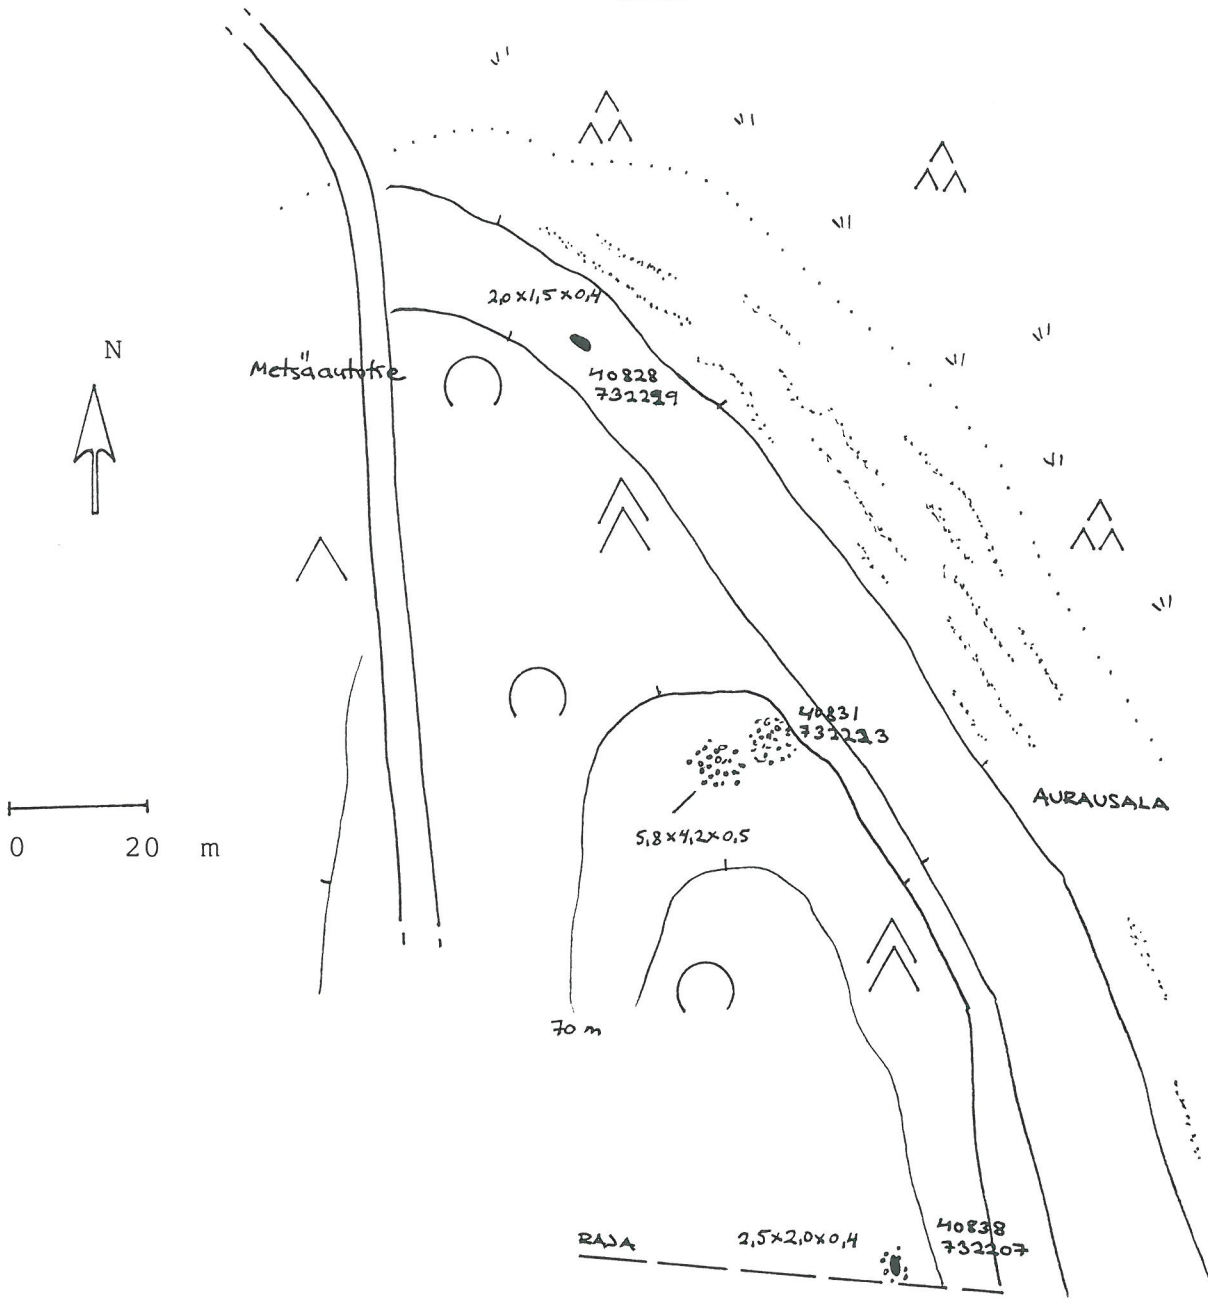 2,0 x 1,5 x 0,4
N
Metsäautotie
40828
732229
40831
732223
AURAUSALA
0 20 m
5,8 x 4,2 x 0,5
70 m
RAJA
2,5 x 2,0 x 0,4
40838
732207